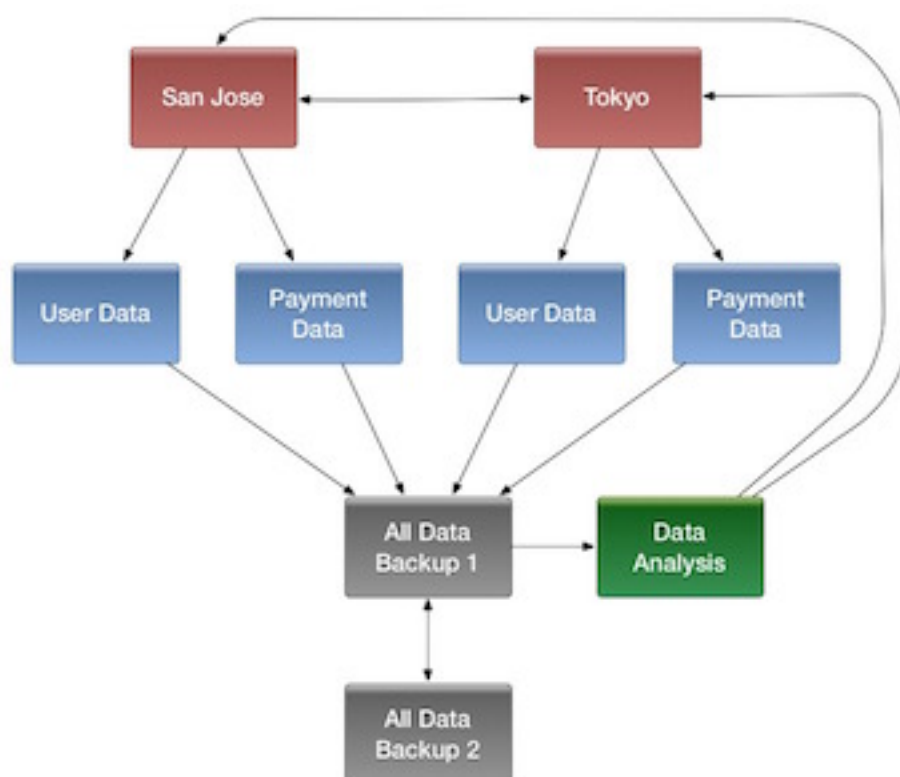 San Jose
Tokyo
User Data
Payment
Data
User Data
Payment
Data
All Data
Backup 1
Data
Analysis
All Data
Backup 2